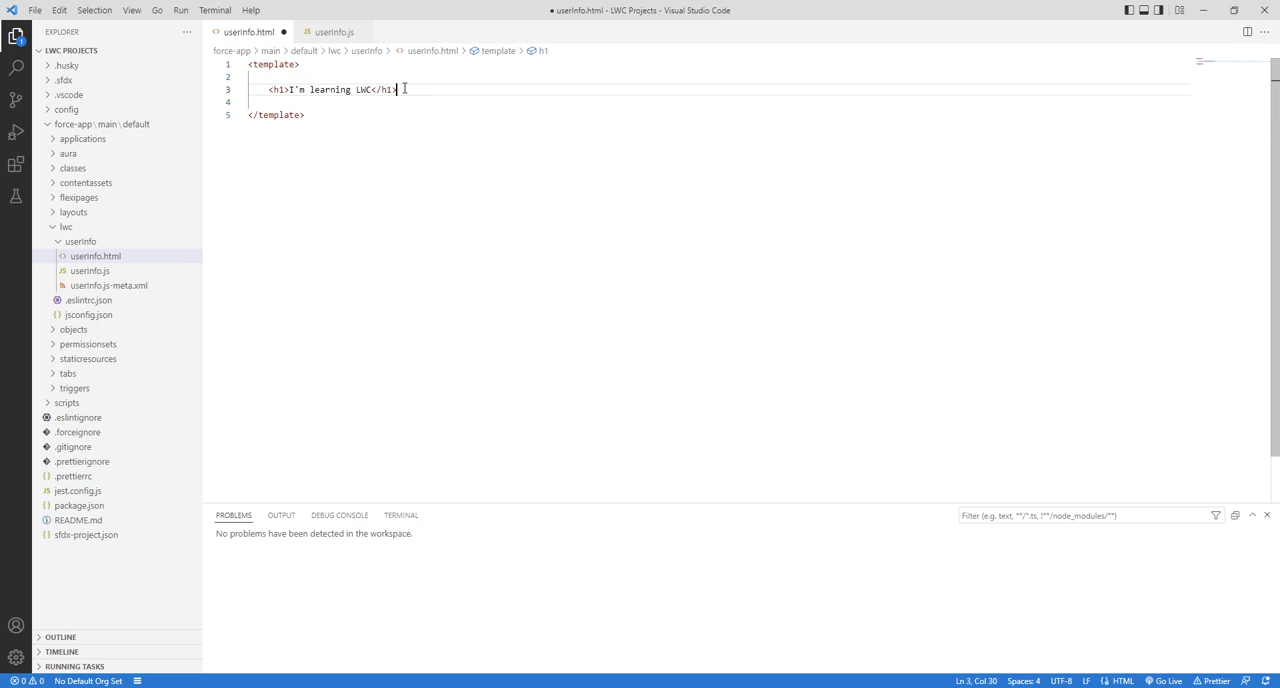 File Edit Selection View Go Run Terminal Help
● userInfo.html - LWC Projects - Visual Studio Code
EXPLORER
LWC PROJECTS
.husky
.sfdx
.vscode
config
force-app\main\default
applications
aura
classes
contentassets
flexipages
layouts
lwc
userInfo
userInfo.html
userInfo.js
userInfo.js-meta.xml
.eslintrc.json
jsconfig.json
objects
permissionsets
staticresources
tabs
triggers
scripts
.eslintignore
.forceignore
.gitignore
.prettierignore
.prettierrc
jest.config.js
package.json
README.md
sfdx-project.json
OUTLINE
TIMELINE
RUNNING TASKS
userInfo.html ● JS userInfo.js
force-app > main > default > lwc > userInfo > userInfo.html > template > h1
1 <template>
2
3 <h1>I'm learning LWC</h1>
4
5 </template>
PROBLEMS OUTPUT DEBUG CONSOLE TERMINAL
Filter (e.g. text, **/*.ts, !**/node_modules/**)
No problems have been detected in the workspace.
0 0 No Default Org Set
Ln 3, Col 30 Spaces: 4 UTF-8 LF HTML Go Live Prettier